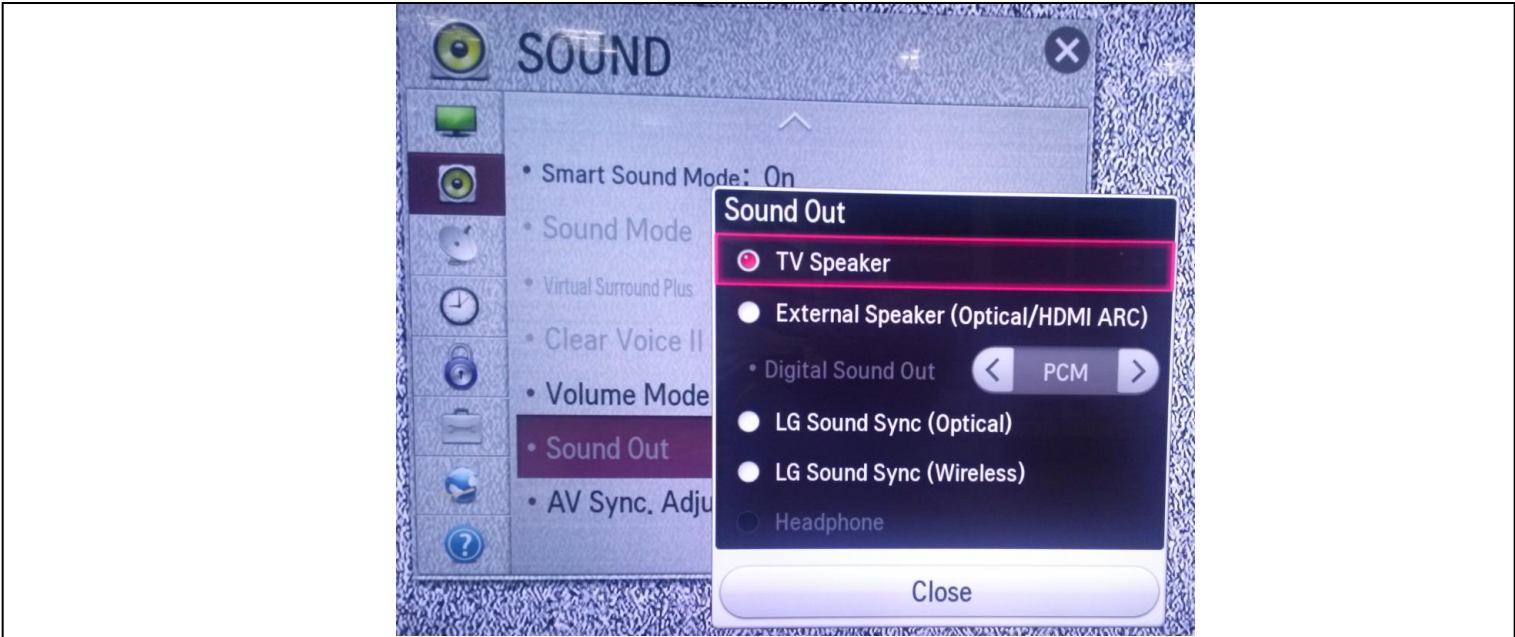 SOUND
• Smart Sound Mode: On
• Sound Mode
• Virtual Surround Plus
• Clear Voice II
• Volume Mode
• Sound Out
• AV Sync. Adju
Sound Out
TV Speaker
External Speaker (Optical/HDMI ARC)
• Digital Sound Out < PCM >
LG Sound Sync (Optical)
LG Sound Sync (Wireless)
Headphone
Close